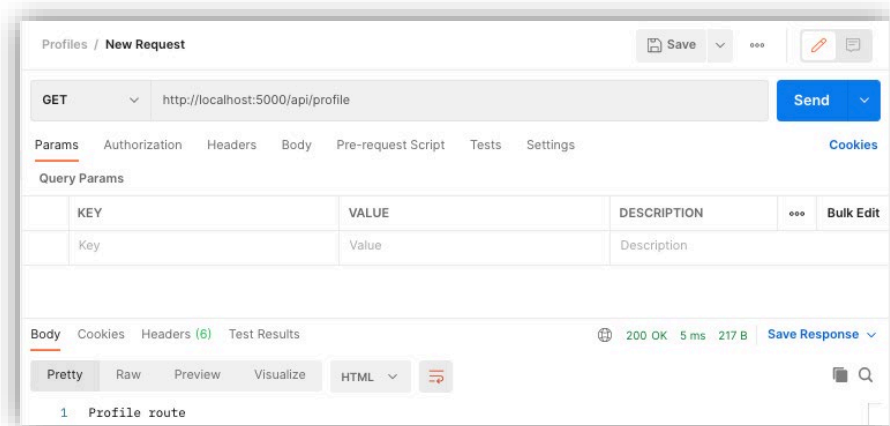 Profiles / New Request Save
GET http://localhost:5000/api/profile Send
Params Authorization Headers Body Pre-request Script Tests Settings Cookies
Query Params
KEY VALUE DESCRIPTION Bulk Edit
Key Value Description
Body Cookies Headers (6) Test Results 200 OK 5 ms 217 B Save Response
Pretty Raw Preview Visualize HTML
1 Profile route